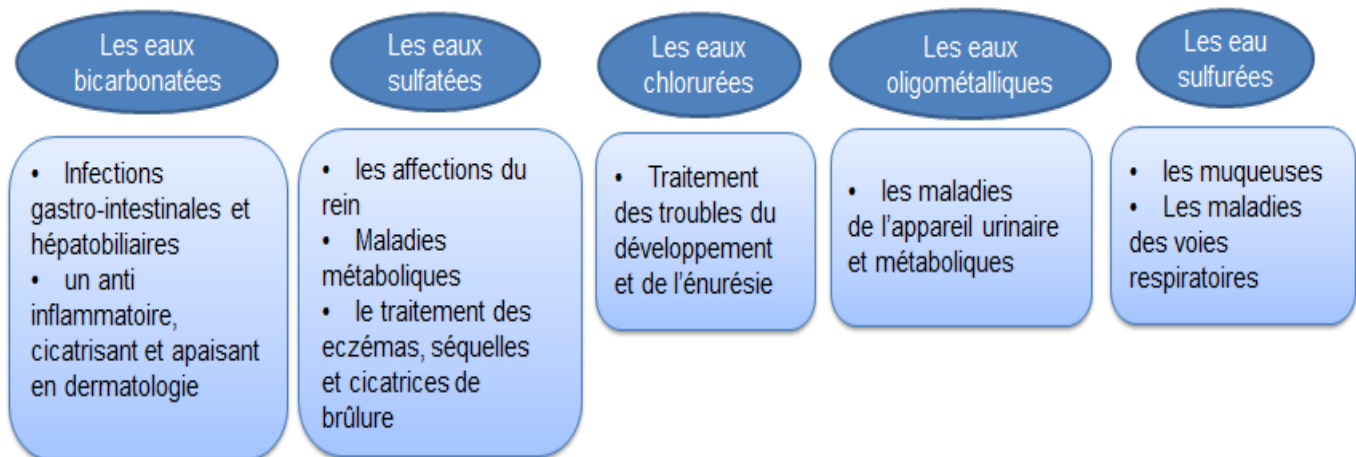 Les eaux
bicarbonatées
Les eaux
sulfatées
Les eaux
chlorurées
Les eaux
oligométalliques
Les eau
sulfurées
• Infections
gastro-intestinales et
hépatobiliaires
• un anti
inflammatoire,
cicatrisant et apaisant
en dermatologie
• les affections du
rein
• Maladies
métaboliques
• le traitement des
eczémas, séquelles
et cicatrices de
brûlure
• Traitement
des troubles du
développement
et de l'énurésie
• les maladies
de l'appareil urinaire
et métaboliques
• les muqueuses
• Les maladies
des voies
respiratoires